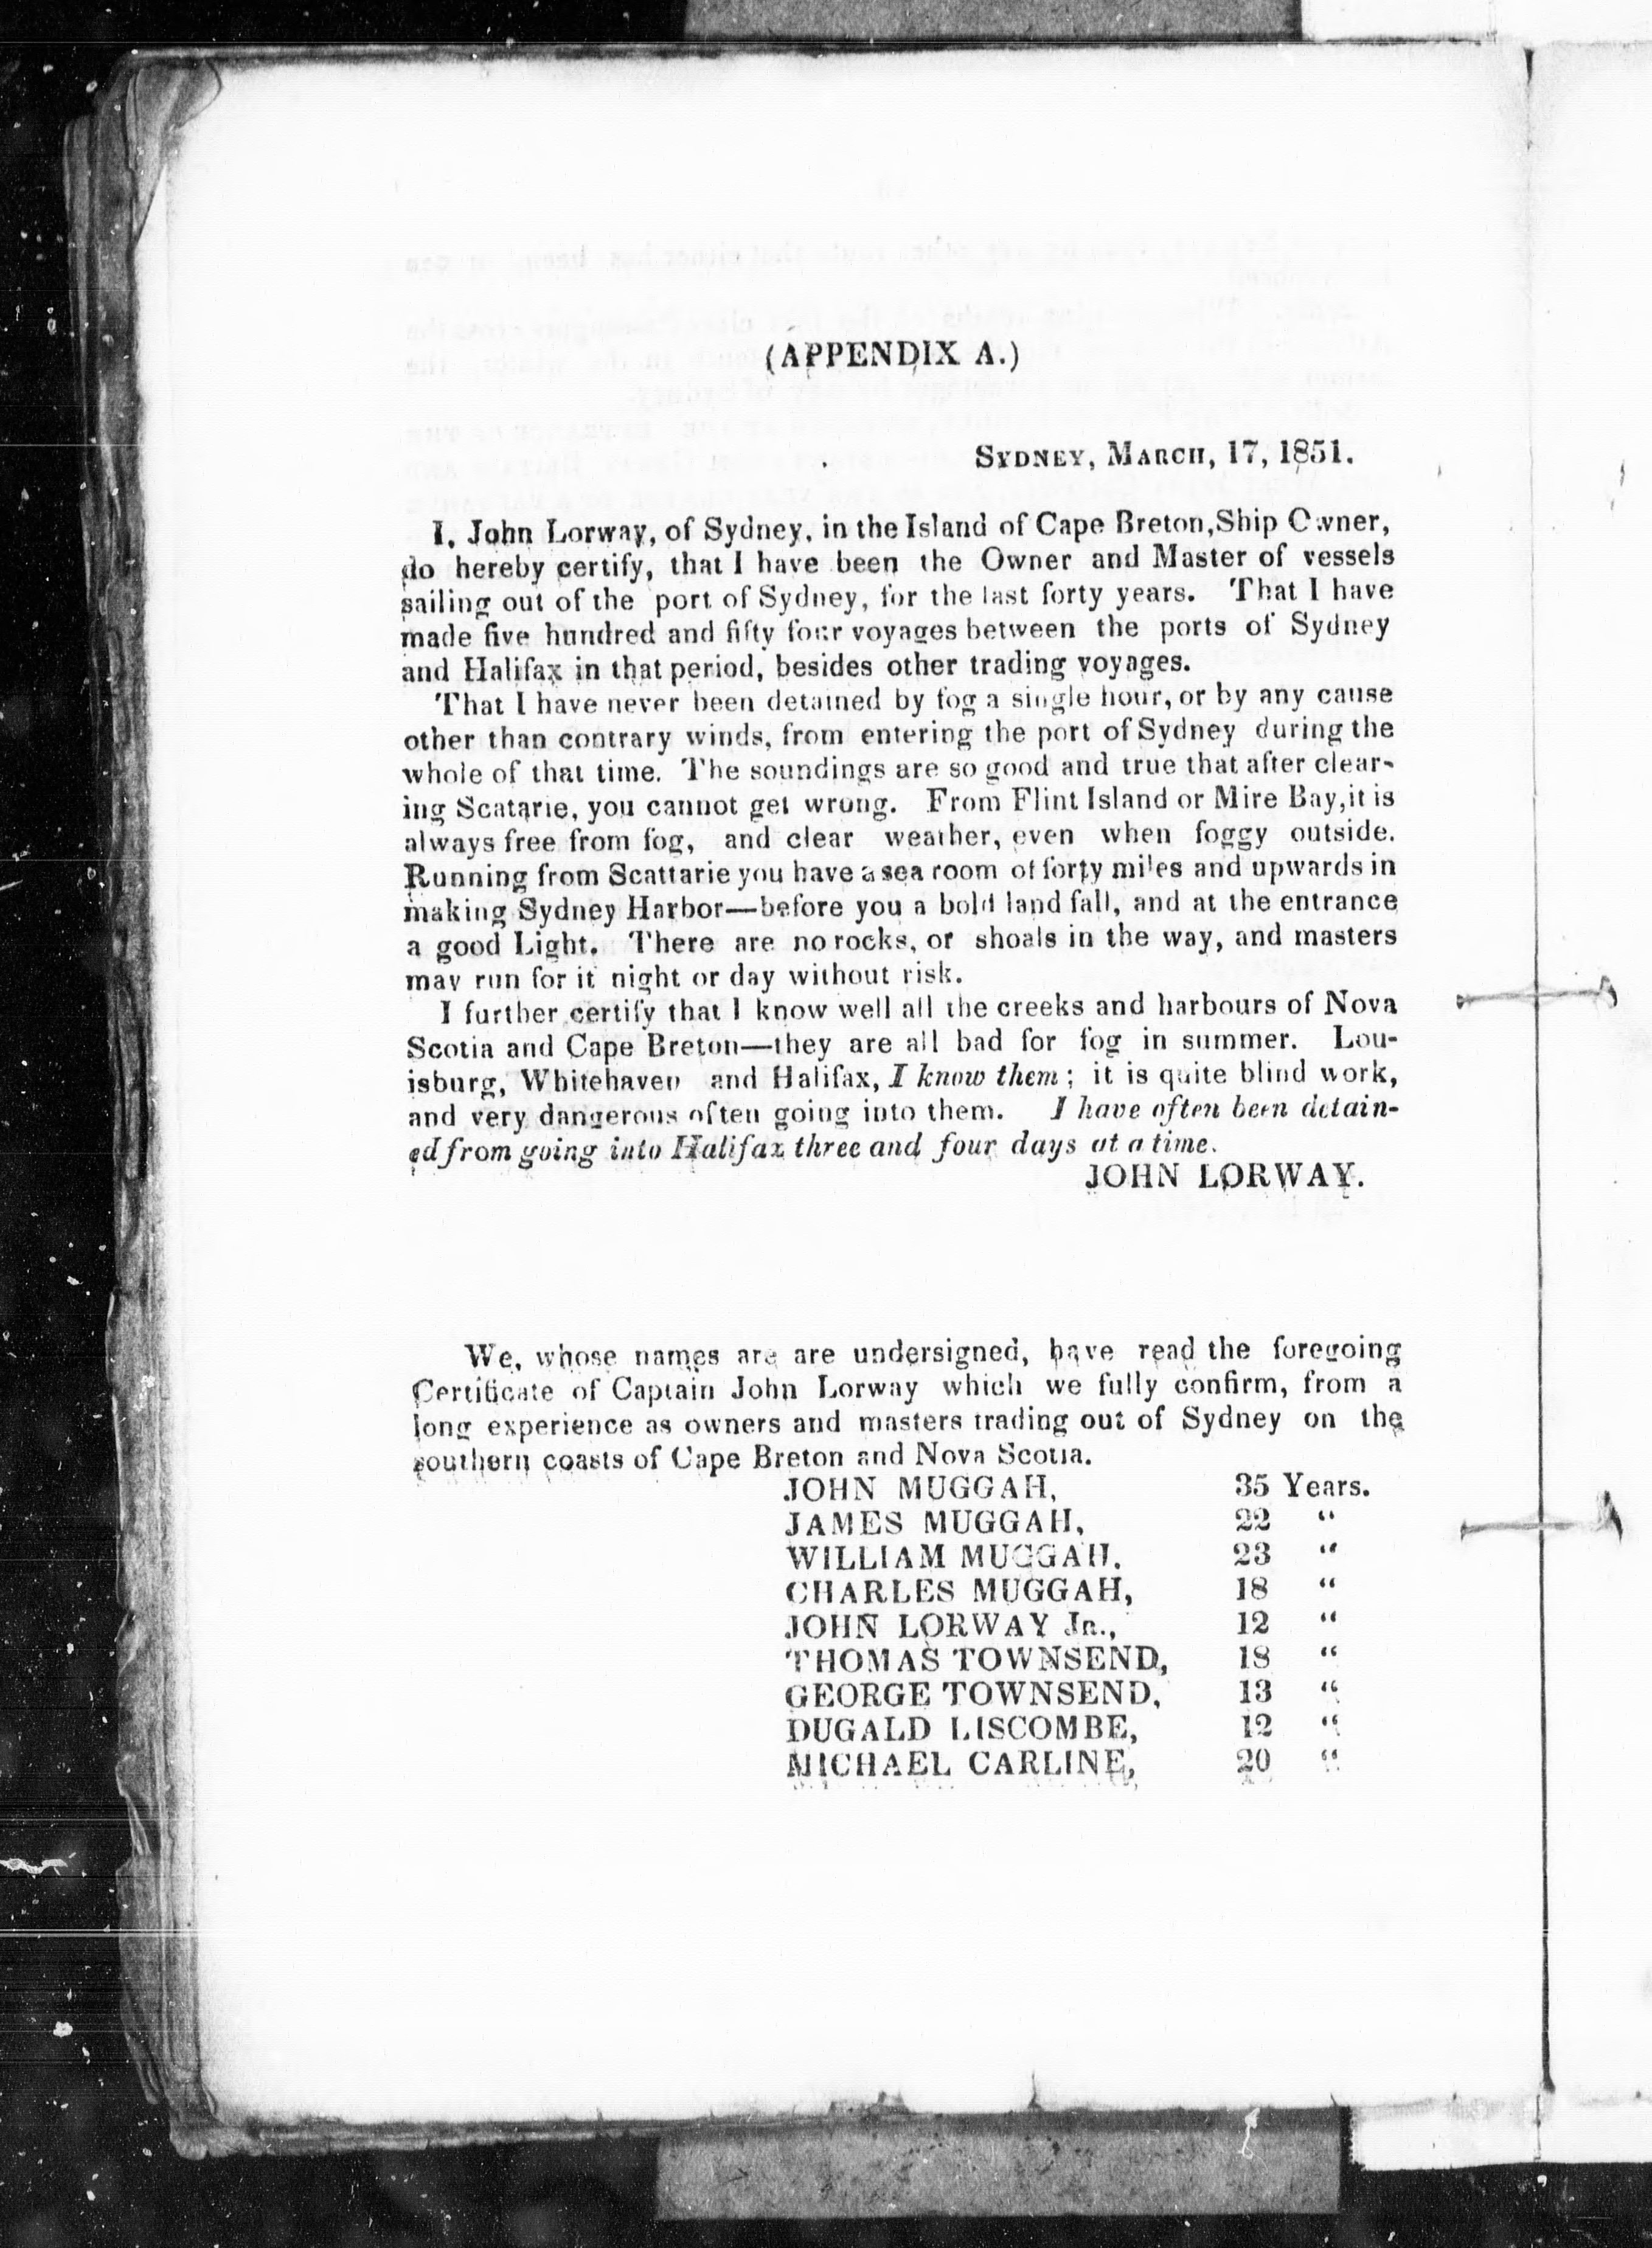 (APPENDIX A.)
SYDNEY, MARCH, 17, 1851.
I, John Lorway, of Sydney, in the Island of Cape Breton,Ship Owner,
do hereby certify, that I have been the Owner and Master of vessels
sailing out of the port of Sydney, for the last forty years. That I have
made five hundred and fifty four voyages between the ports of Sydney
and Halifax in that period, besides other trading voyages.
That I have never been detained by fog a single hour, or by any cause
other than contrary winds, from entering the port of Sydney during the
whole of that time. The soundings are so good and true that after clear-
ing Scatarie, you cannot get wrong. From Flint Island or Mire Bay,it is
always free from fog, and clear weather, even when foggy outside.
Running from Scattarie you have a sea room of forty miles and upwards in
making Sydney Harbor—before you a bold land fall, and at the entrance
a good Light. There are no rocks, or shoals in the way, and masters
may run for it night or day without risk.
I further certify that I know well all the creeks and harbours of Nova
Scotia and Cape Breton—they are all bad for fog in summer. Lou-
isburg, Whitehaven and Halifax, I know them; it is quite blind work,
and very dangerous often going into them. I have often been detain-
ed from going into Halifax three and four days at a time.
JOHN LORWAY.
We, whose names are are undersigned, have read the foregoing
Certificate of Captain John Lorway which we fully confirm, from a
long experience as owners and masters trading out of Sydney on the
southern coasts of Cape Breton and Nova Scotia.
JOHN MUGGAH, 35 Years.
JAMES MUGGAH, 22 “
WILLIAM MUGGAH, 23 “
CHARLES MUGGAH, 18 “
JOHN LORWAY Jn., 12 “
THOMAS TOWNSEND, 18 “
GEORGE TOWNSEND, 13 “
DUGALD LISCOMBE, 12 “
MICHAEL CARLINE, 20 “